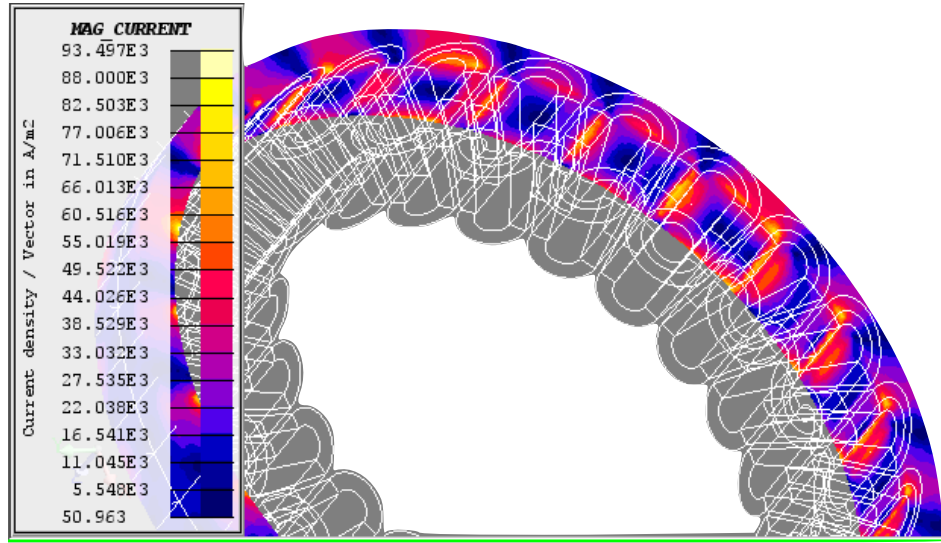 MAG_CURRENT
93.497E3
88.000E3
82.503E3
77.006E3
71.510E3
66.013E3
60.516E3
55.019E3
49.522E3
44.026E3
38.529E3
33.032E3
27.535E3
22.038E3
16.541E3
11.045E3
5.548E3
50.963
Current density / Vector in A/m2